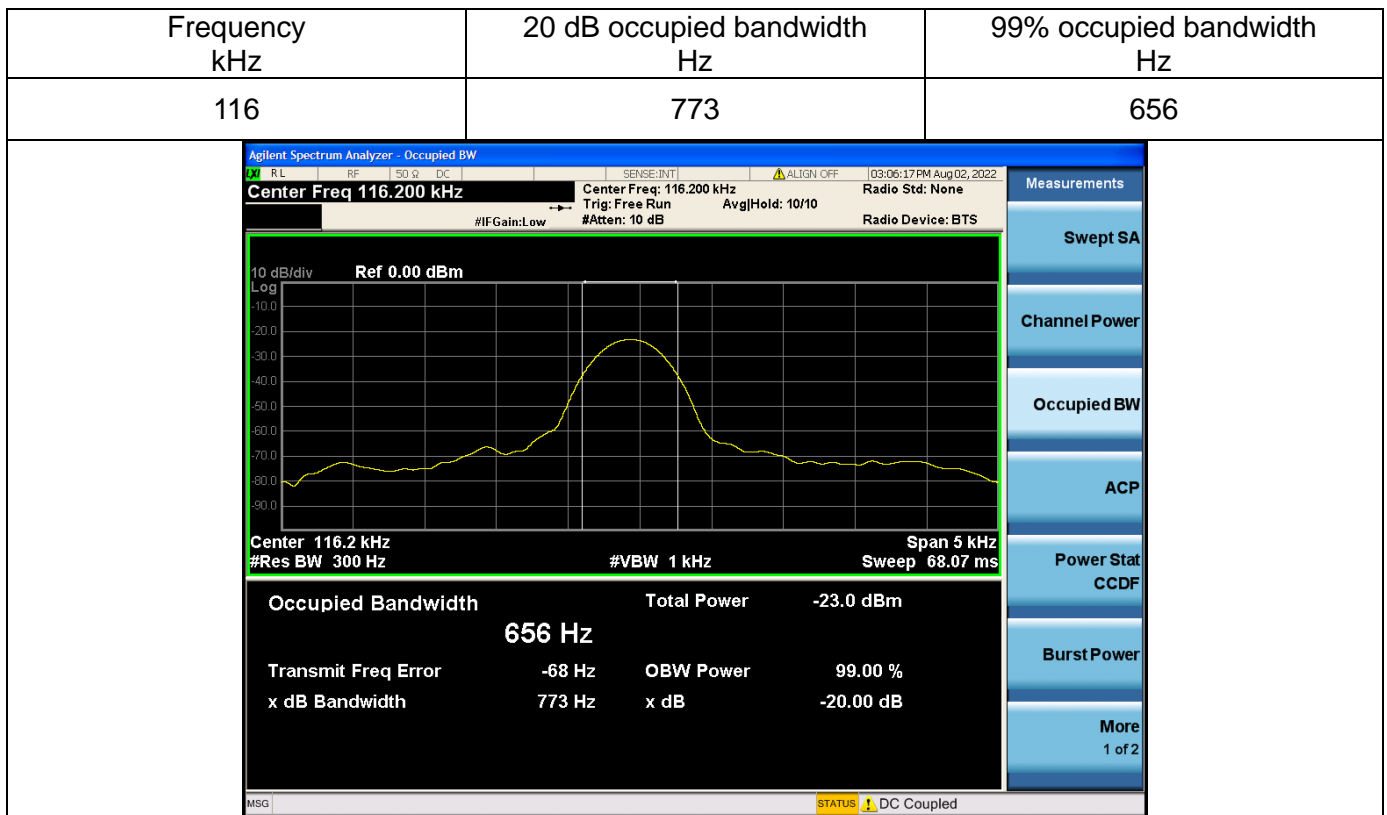 Frequency
kHz
20 dB occupied bandwidth
Hz
99% occupied bandwidth
Hz
116
773
656
Agilent Spectrum Analyzer - Occupied BW
LXI RL RF 50 Ω DC SENSE:INT ALIGN OFF 03:06:17 PM Aug 02, 2022
Center Freq 116.200 kHz
Center Freq: 116.200 kHz
Radio Std: None
Trig: Free Run Avg|Hold: 10/10
#IFGain:Low
#Atten: 10 dB
Radio Device: BTS
10 dB/div Ref 0.00 dBm
Log
-10.0
-20.0
-30.0
-40.0
-50.0
-60.0
-70.0
-80.0
-90.0
Center 116.2 kHz Span 5 kHz
#Res BW 300 Hz #VBW 1 kHz Sweep 68.07 ms
Occupied Bandwidth Total Power -23.0 dBm
656 Hz
Transmit Freq Error -68 Hz OBW Power 99.00 %
x dB Bandwidth 773 Hz x dB -20.00 dB
Measurements
Swept SA
Channel Power
Occupied BW
ACP
Power Stat
CCDF
Burst Power
More
1 of 2
MSG STATUS DC Coupled